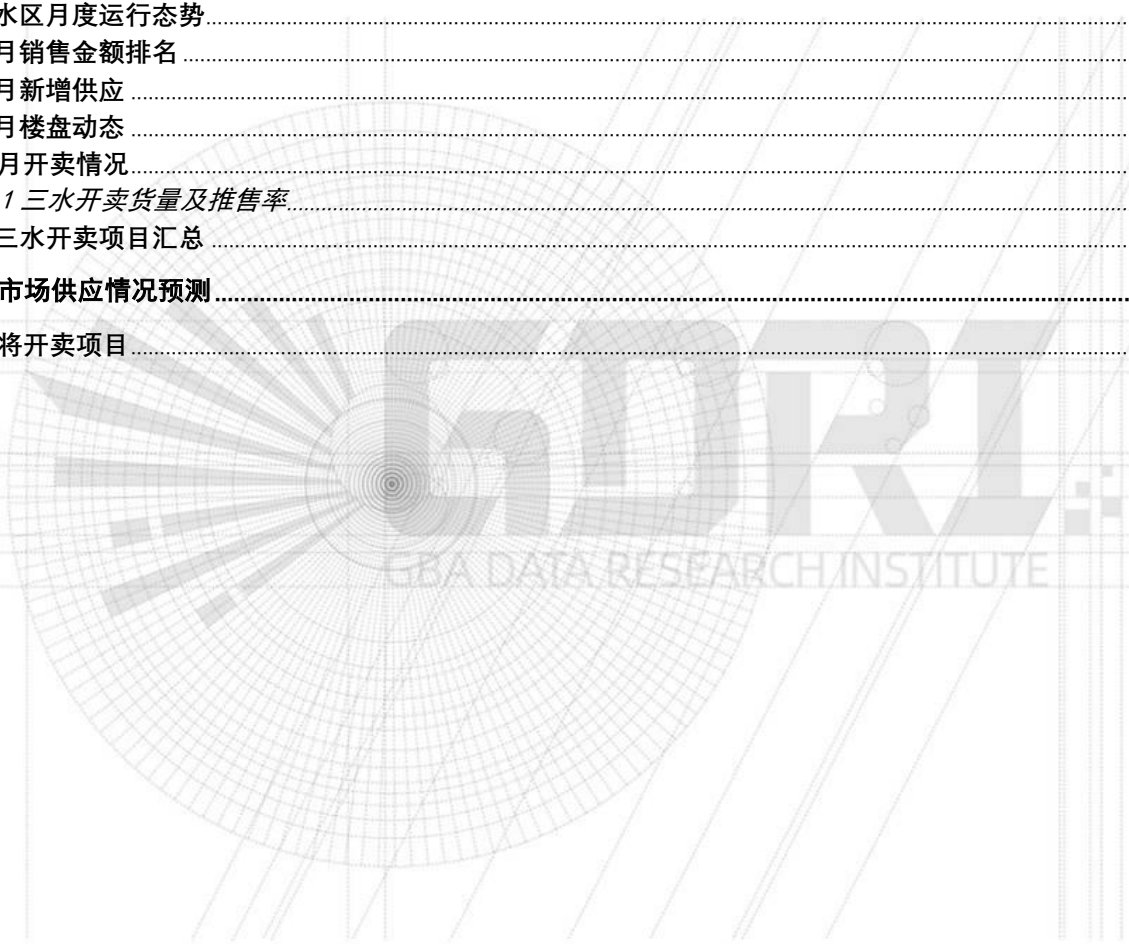 水区月度运行态势
月销售金额排名
月新增供应
月楼盘动态
月开卖情况
1 三水开卖货量及推售率
三水开卖项目汇总
市场供应情况预测
将开卖项目
GDRI
GBA DATA RESEARCH INSTITUTE